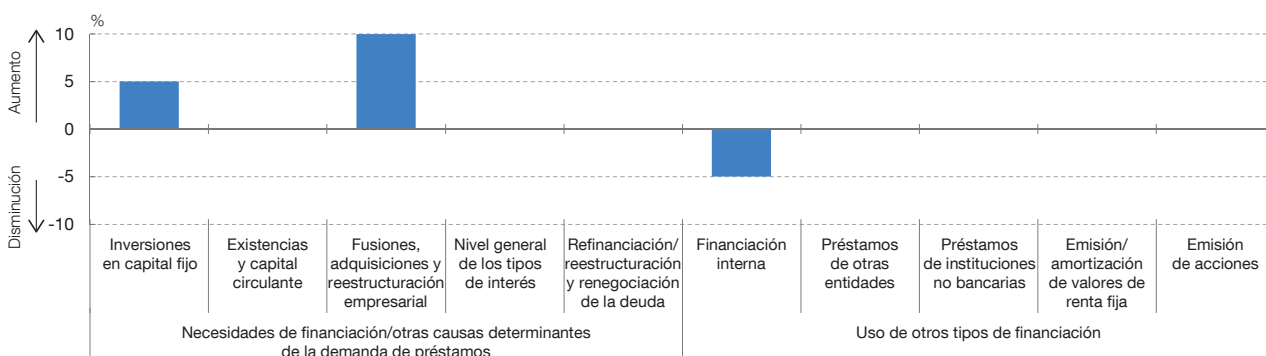 %
Aumento
Disminución
10
5
0
-5
-10
Inversiones
en capital fijo
Existencias
y capital
circulante
Fusiones,
adquisiciones y
reestructuración
empresarial
Nivel general
de los tipos
de interés
Refinanciación/
reestructuración
y renegociación
de la deuda
Financiación
interna
Préstamos
de otras
entidades
Préstamos
de instituciones
no bancarias
Emisión/
amortización
de valores de
renta fija
Emisión
de acciones
Necesidades de financiación/otras causas determinantes
de la demanda de préstamos
Uso de otros tipos de financiación